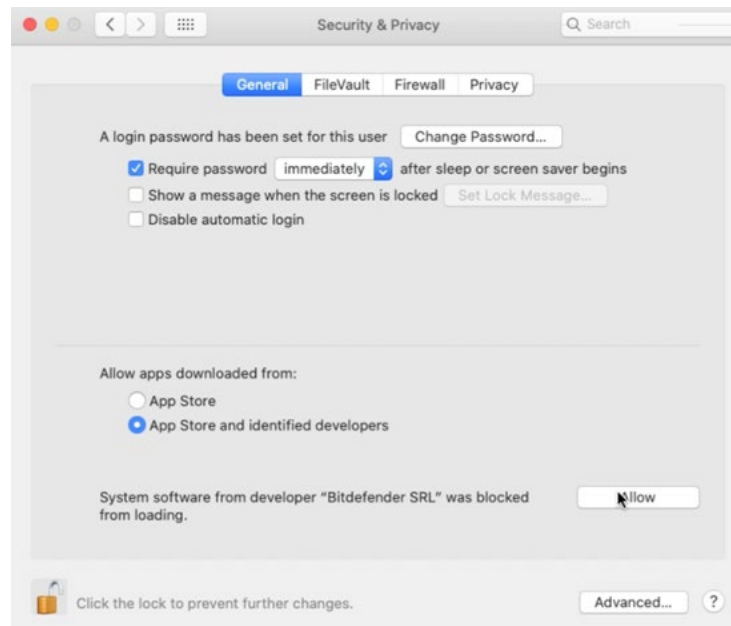 Security & Privacy
Search
General
FileVault
Firewall
Privacy
A login password has been set for this user
Change Password...
Require password
immediately
after sleep or screen saver begins
Show a message when the screen is locked
Set Lock Message...
Disable automatic login
Allow apps downloaded from:
App Store
App Store and identified developers
System software from developer “Bitdefender SRL” was blocked
from loading.
Allow
Click the lock to prevent further changes.
Advanced...
?